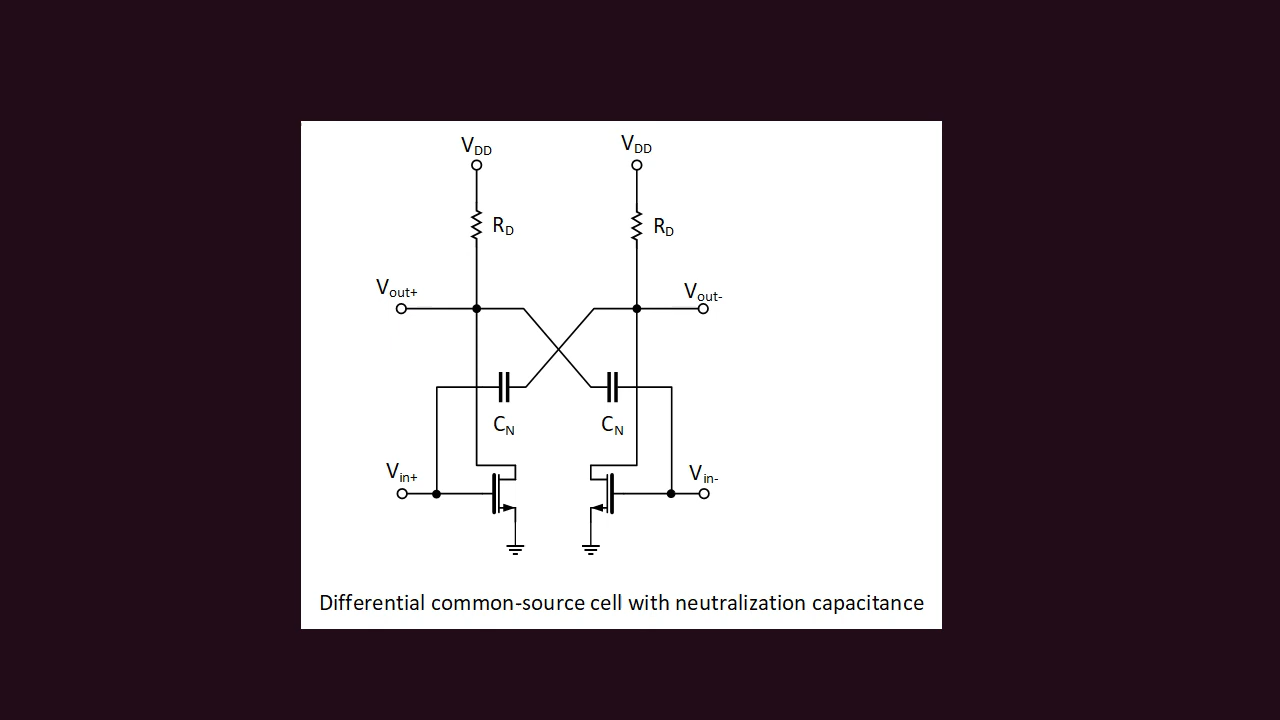 VDD VDD
RD RD
Vout+ Vout-
CN CN
Vin+ Vin-
Differential common-source cell with neutralization capacitance